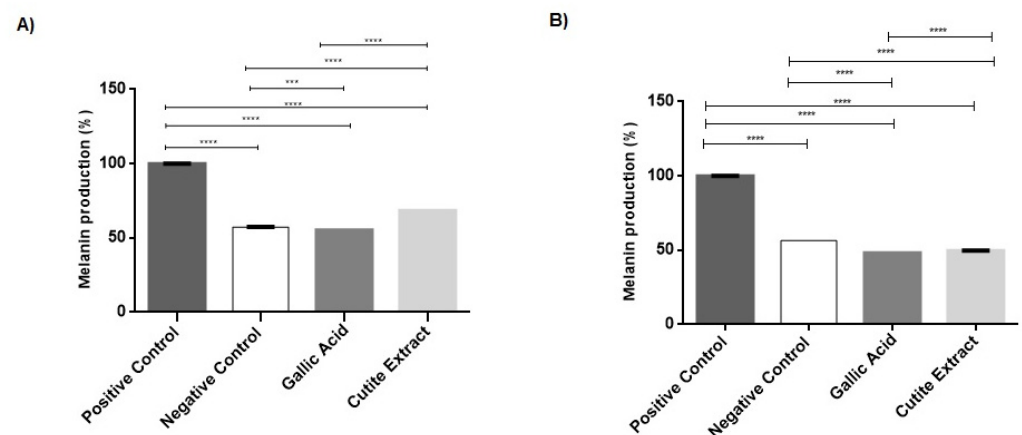 A)
****
****
***
****
****
****
Melanin production (%)
150
100
50
0
Positive Control
Negative Control
Gallic Acid
Cutite Extract
B)
****
****
****
****
****
****
Melanin production (%)
150
100
50
0
Positive Control
Negative Control
Gallic Acid
Cutite Extract